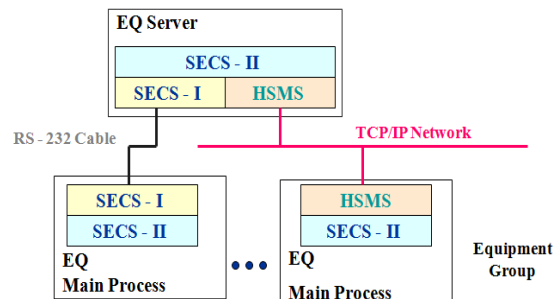 EQ Server
SECS - II
SECS - I HSMS
RS - 232 Cable
TCP/IP Network
SECS - I
SECS - II
EQ
Main Process
HSMS
SECS - II
EQ
Main Process
Equipment
Group